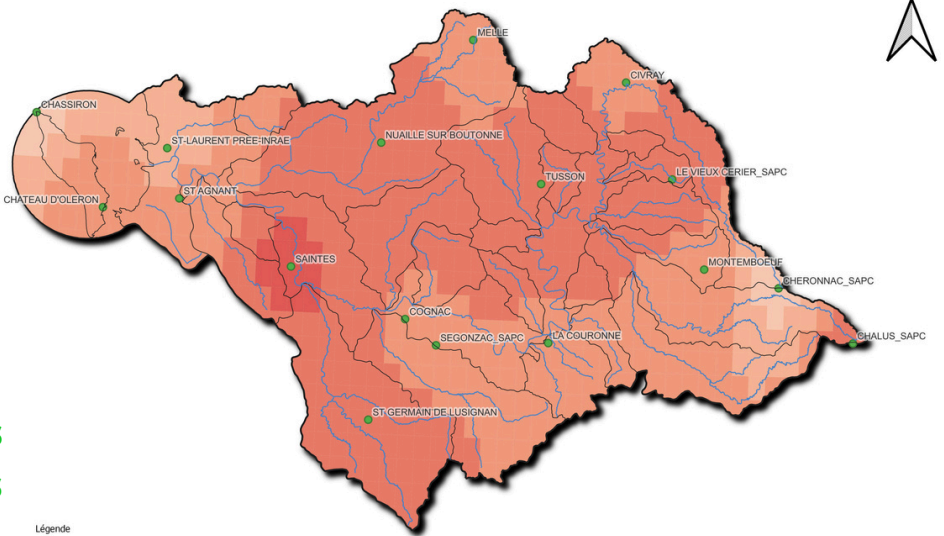 MELLE
CIVRAY
CHASSIRON
ST-LAURENT PREE-INRAE
NUAILLE SUR BOUTONNE
TUSSON
LE VIEUX CERIER_SAPC
CHATEAU D'OLERON
ST AGNANT
SAINTES
MONTEMBOEUF
CHERONNAC_SAPC
COGNAC
SEGONZAC_SAPC
LA COURONNE
CHALUS_SAPC
ST GERMAIN DE LUSIGNAN
Légende